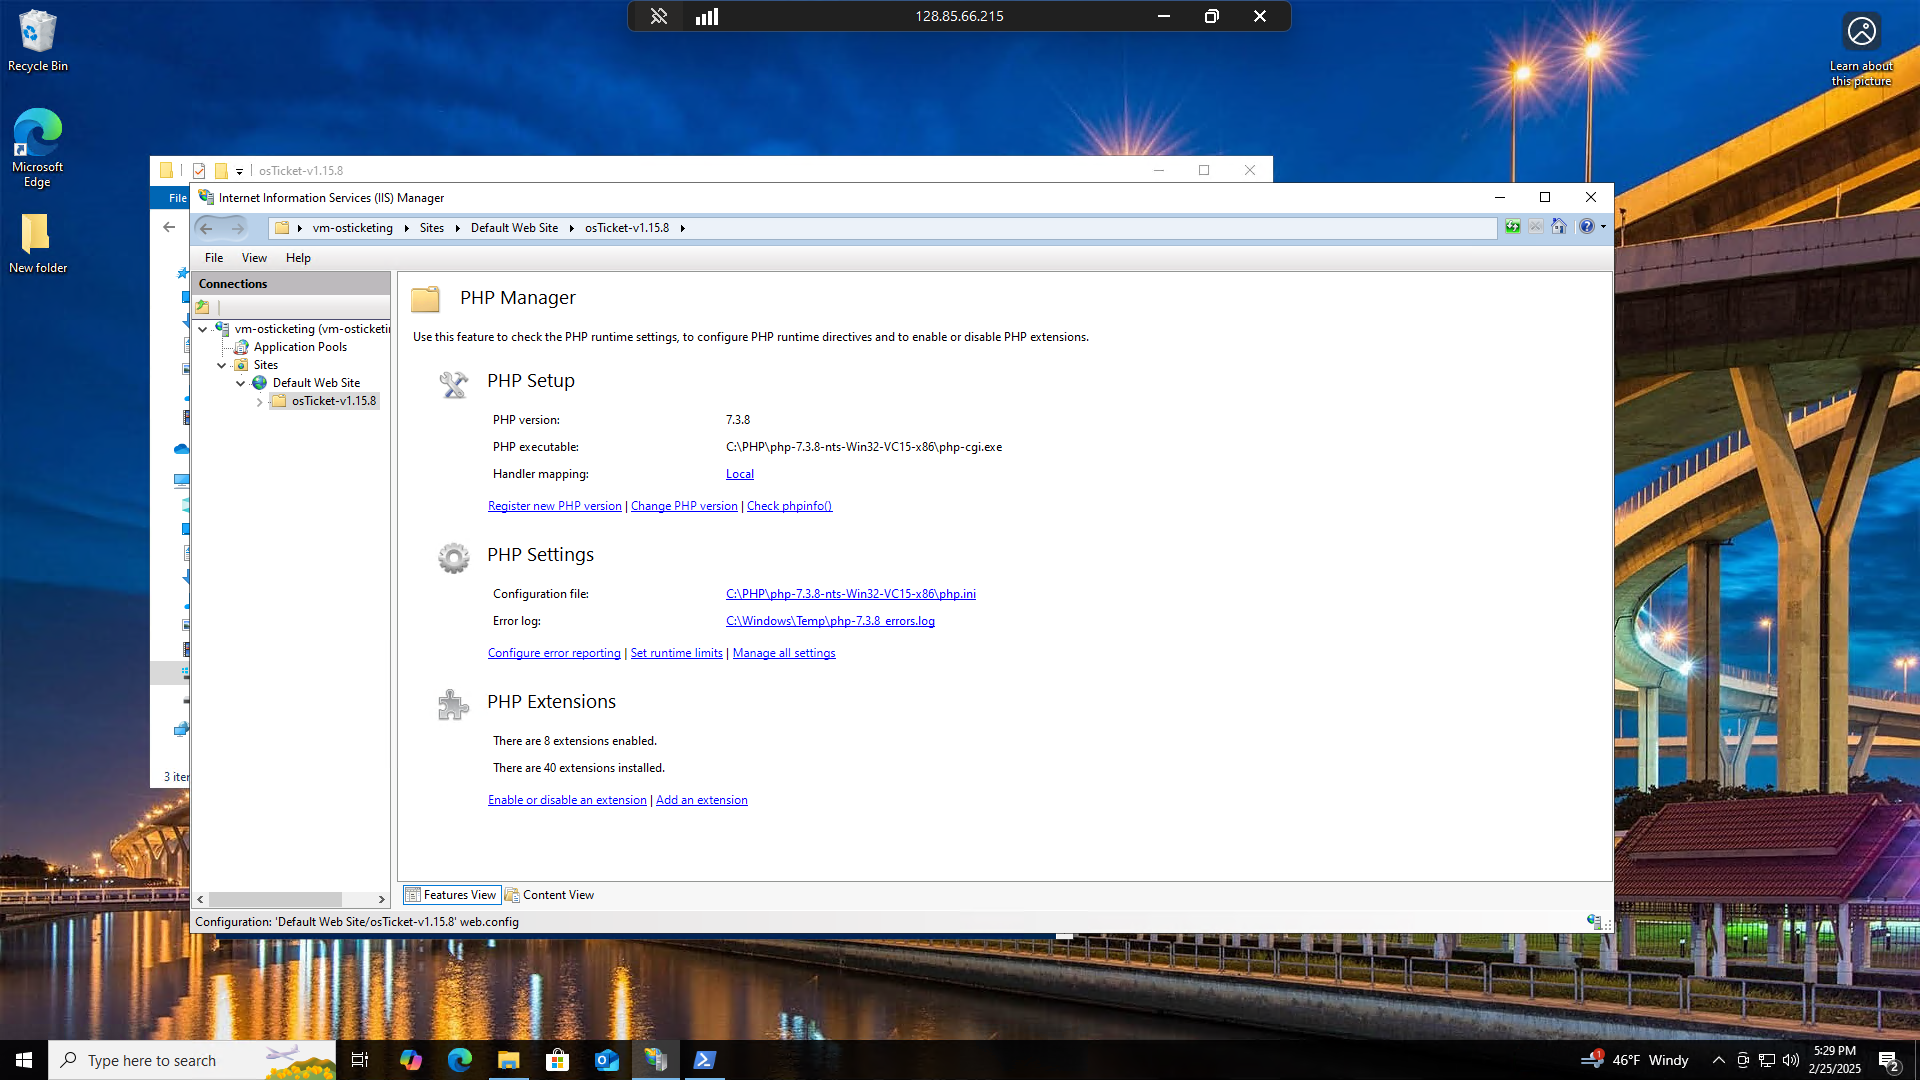 128.85.66.215
Recycle Bin
Learn about
this picture
Microsoft
Edge
New folder
osTicket-v1.15.8
File
Internet Information Services (IIS) Manager
vm-osticketing
Sites
Default Web Site
osTicket-v1.15.8
File View Help
Connections
vm-osticketing (vm-osticketin
Application Pools
Sites
Default Web Site
osTicket-v1.15.8
PHP Manager
Use this feature to check the PHP runtime settings, to configure PHP runtime directives and to enable or disable PHP extensions.
PHP Setup
PHP version: 7.3.8
PHP executable: C:\PHP\php-7.3.8-nts-Win32-VC15-x86\php-cgi.exe
Handler mapping: Local
Register new PHP version | Change PHP version | Check phpinfo()
PHP Settings
Configuration file: C:\PHP\php-7.3.8-nts-Win32-VC15-x86\php.ini
Error log: C:\Windows\Temp\php-7.3.8_errors.log
Configure error reporting | Set runtime limits | Manage all settings
PHP Extensions
There are 8 extensions enabled.
There are 40 extensions installed.
Enable or disable an extension | Add an extension
3 iter
Features View Content View
Configuration: 'Default Web Site/osTicket-v1.15.8' web.config
Type here to search
1
46°F Windy
5:29 PM
2/25/2025
2